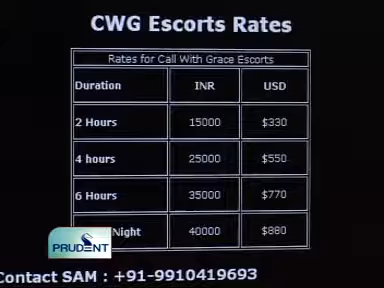 CWG Escorts Rates
Rates for Call With Grace Escorts
Duration INR USD
2 Hours 15000 $330
4 hours 25000 $550
6 Hours 35000 $770
Night 40000 $880
PRUDENT
Contact SAM : +91-9910419693